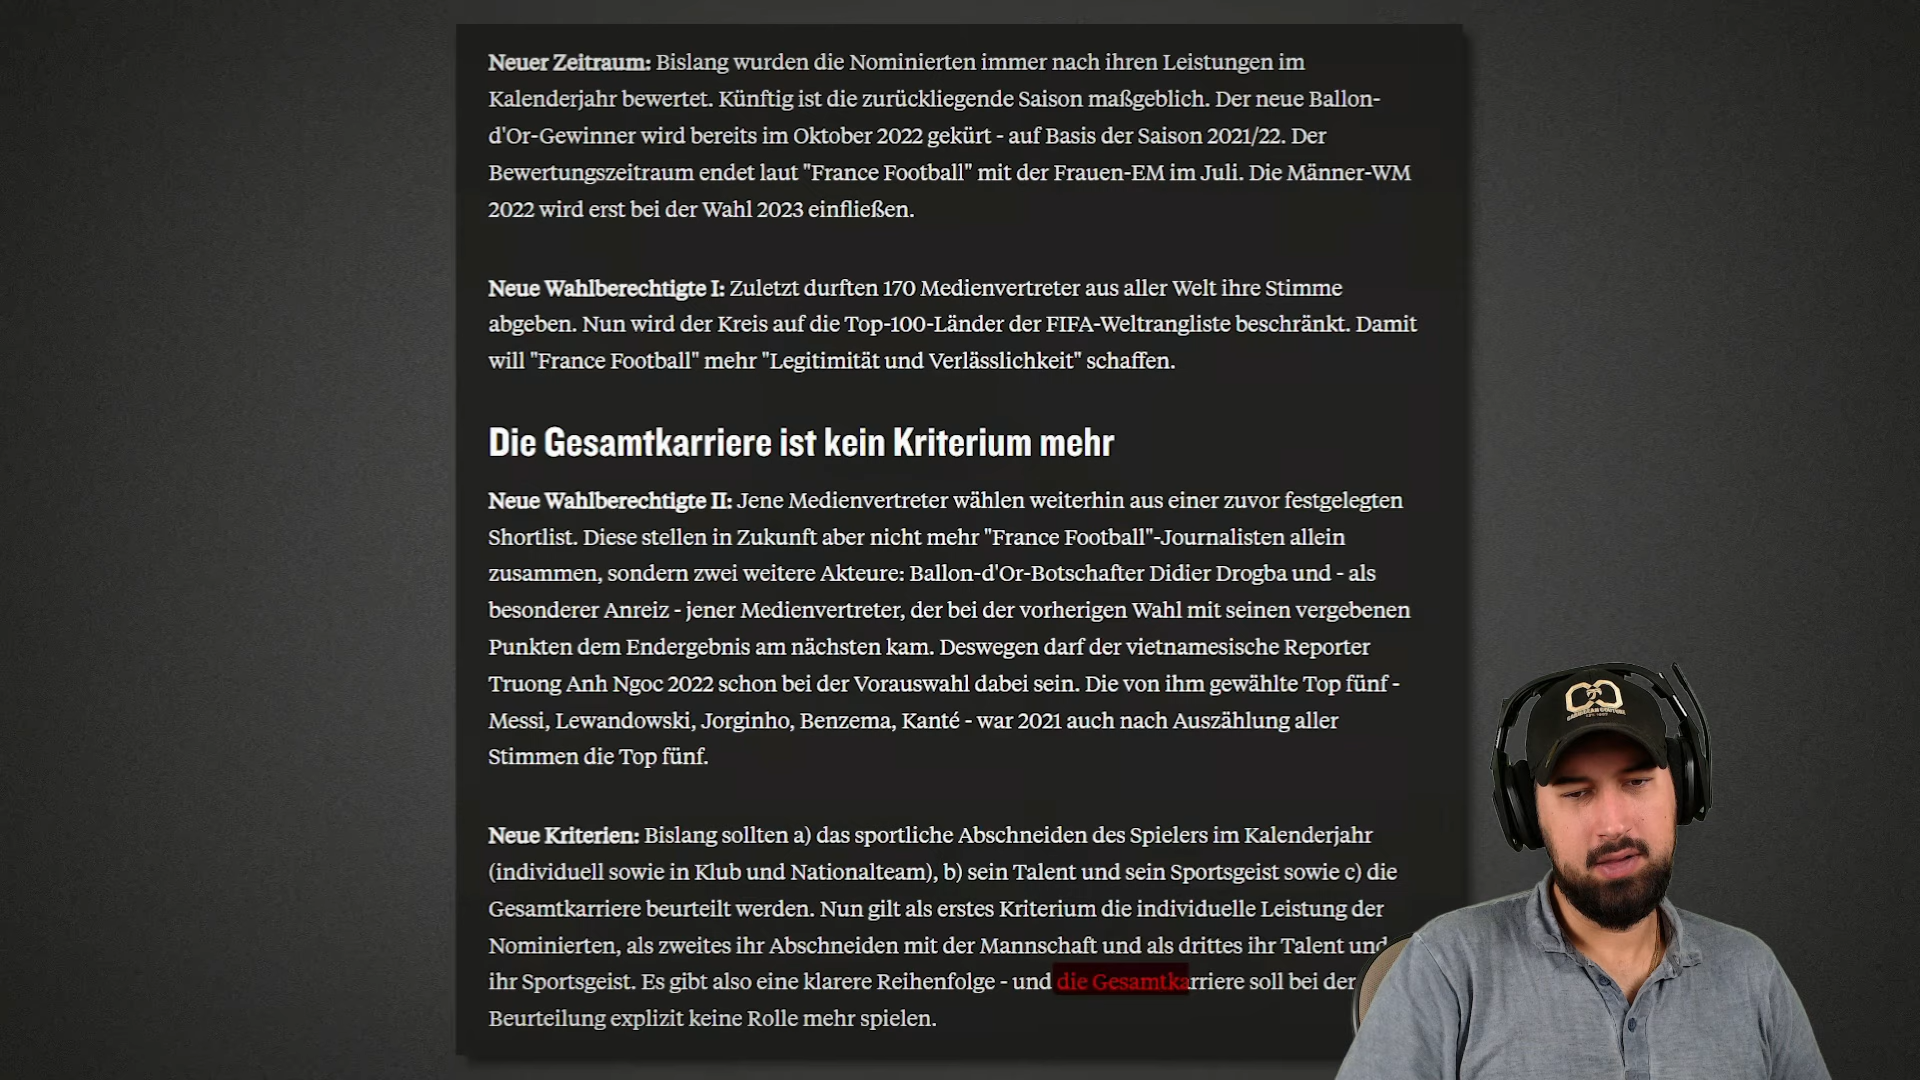 Neuer Zeitraum: Bislang wurden die Nominierten immer nach ihren Leistungen im
Kalenderjahr bewertet. Künftig ist die zurückliegende Saison maßgeblich. Der neue Ballon-
d'Or-Gewinner wird bereits im Oktober 2022 gekürt - auf Basis der Saison 2021/22. Der
Bewertungszeitraum endet laut "France Football" mit der Frauen-EM im Juli. Die Männer-WM
2022 wird erst bei der Wahl 2023 einfließen.
Neue Wahlberechtigte I: Zuletzt durften 170 Medienvertreter aus aller Welt ihre Stimme
abgeben. Nun wird der Kreis auf die Top-100-Länder der FIFA-Weltrangliste beschränkt. Damit
will "France Football" mehr "Legitimität und Verlässlichkeit" schaffen.
Die Gesamtkarriere ist kein Kriterium mehr
Neue Wahlberechtigte II: Jene Medienvertreter wählen weiterhin aus einer zuvor festgelegten
Shortlist. Diese stellen in Zukunft aber nicht mehr "France Football"-Journalisten allein
zusammen, sondern zwei weitere Akteure: Ballon-d'Or-Botschafter Didier Drogba und - als
besonderer Anreiz - jener Medienvertreter, der bei der vorherigen Wahl mit seinen vergebenen
Punkten dem Endergebnis am nächsten kam. Deswegen darf der vietnamesische Reporter
Truong Anh Ngoc 2022 schon bei der Vorauswahl dabei sein. Die von ihm gewählte Top fünf -
Messi, Lewandowski, Jorginho, Benzema, Kanté - war 2021 auch nach Auszählung aller
Stimmen die Top fünf.
Neue Kriterien: Bislang sollten a) das sportliche Abschneiden des Spielers im Kalenderjahr
(individuell sowie in Klub und Nationalteam), b) sein Talent und sein Sportsgeist sowie c) die
Gesamtkarriere beurteilt werden. Nun gilt als erstes Kriterium die individuelle Leistung der
Nominierten, als zweites ihr Abschneiden mit der Mannschaft und als drittes ihr Talent und
ihr Sportsgeist. Es gibt also eine klarere Reihenfolge - und die Gesamtkarriere soll bei der
Beurteilung explizit keine Rolle mehr spielen.